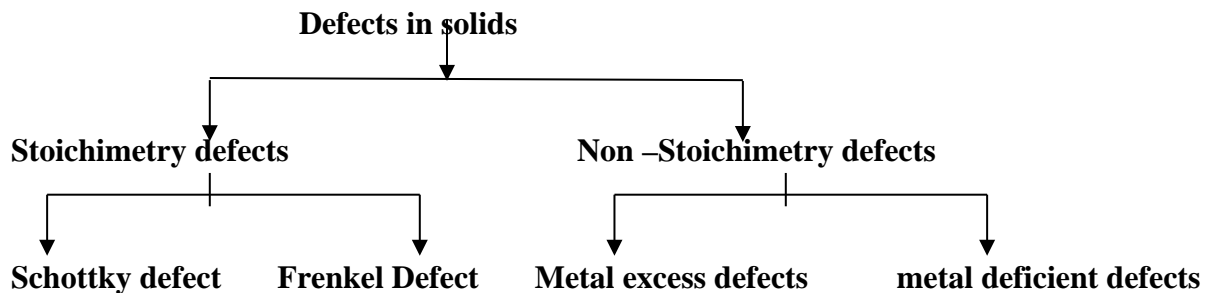 Defects in solids
Stoichimetry defects Non –Stoichimetry defects
Schottky defect Frenkel Defect Metal excess defects metal deficient defects